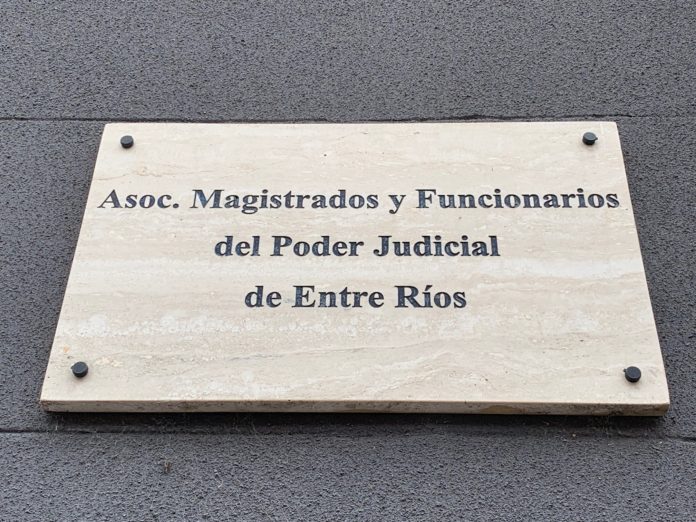 Asoc. Magistrados y Funcionarios
del Poder Judicial
de Entre Ríos